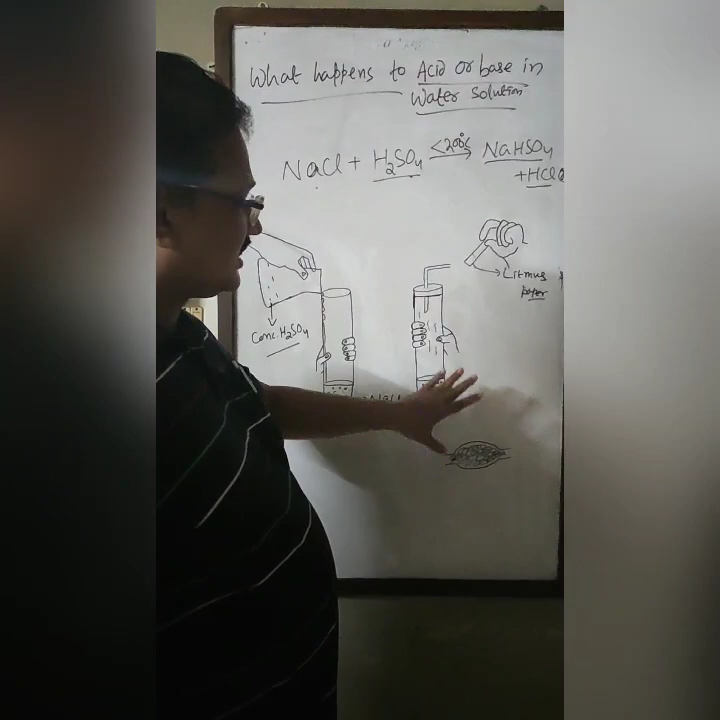 What happens to Acid or base in
Water solution
NaCl + H₂SO₄ <200°C → NaHSO₄
+HCl
Litmus
paper
Conc. H₂SO₄